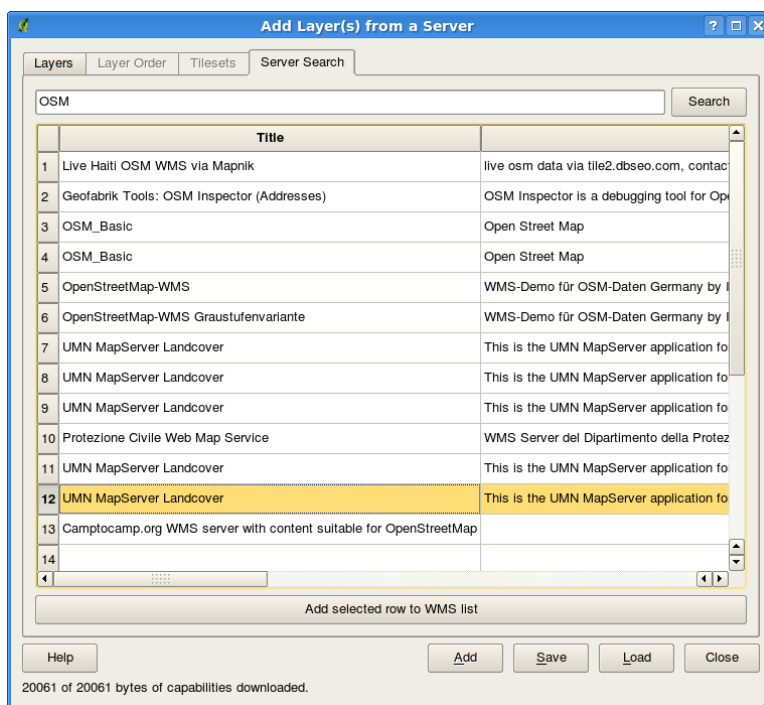 Add Layer(s) from a Server
Layers Layer Order Tilesets Server Search
OSM Search
Title
1 Live Haiti OSM WMS via Mapnik live osm data via tile2.dbseo.com, contac
2 Geofabrik Tools: OSM Inspector (Addresses) OSM Inspector is a debugging tool for Op
3 OSM_Basic Open Street Map
4 OSM_Basic Open Street Map
5 OpenStreetMap-WMS WMS-Demo für OSM-Daten Germany by
6 OpenStreetMap-WMS Graustufenvariante WMS-Demo für OSM-Daten Germany by
7 UMN MapServer Landcover This is the UMN MapServer application fo
8 UMN MapServer Landcover This is the UMN MapServer application fo
9 UMN MapServer Landcover This is the UMN MapServer application fo
10 Protezione Civile Web Map Service WMS Server del Dipartimento della Protez
11 UMN MapServer Landcover This is the UMN MapServer application fo
12 UMN MapServer Landcover This is the UMN MapServer application fo
13 Camptocamp.org WMS server with content suitable for OpenStreetMap
14
Add selected row to WMS list
Help Add Save Load Close
20061 of 20061 bytes of capabilities downloaded.